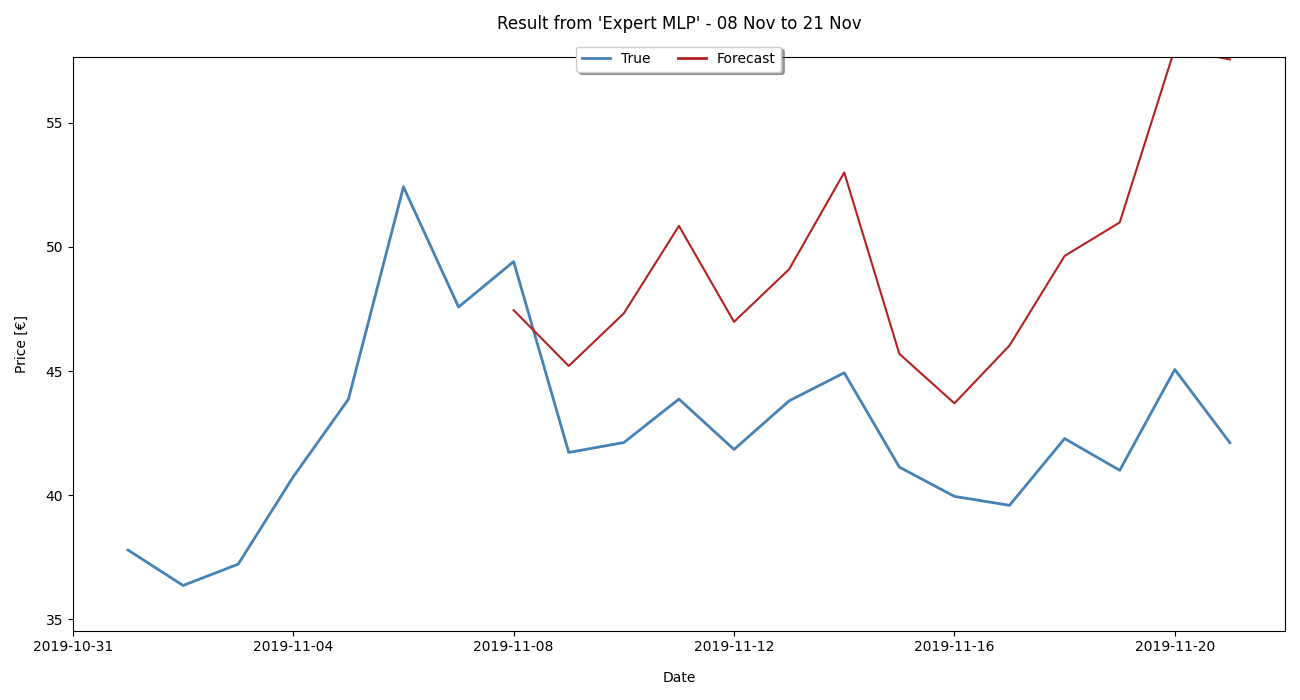 Result from 'Expert MLP' - 08 Nov to 21 Nov
True Forecast
55
50
45
40
35
Price [€]
2019-10-31 2019-11-04 2019-11-08 2019-11-12 2019-11-16 2019-11-20
Date